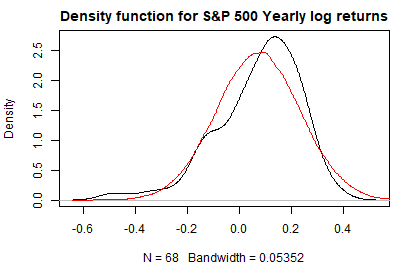 Density function for S&P 500 Yearly log returns
Density
0.0 0.5 1.0 1.5 2.0 2.5
-0.6 -0.4 -0.2 0.0 0.2 0.4
N = 68 Bandwidth = 0.05352